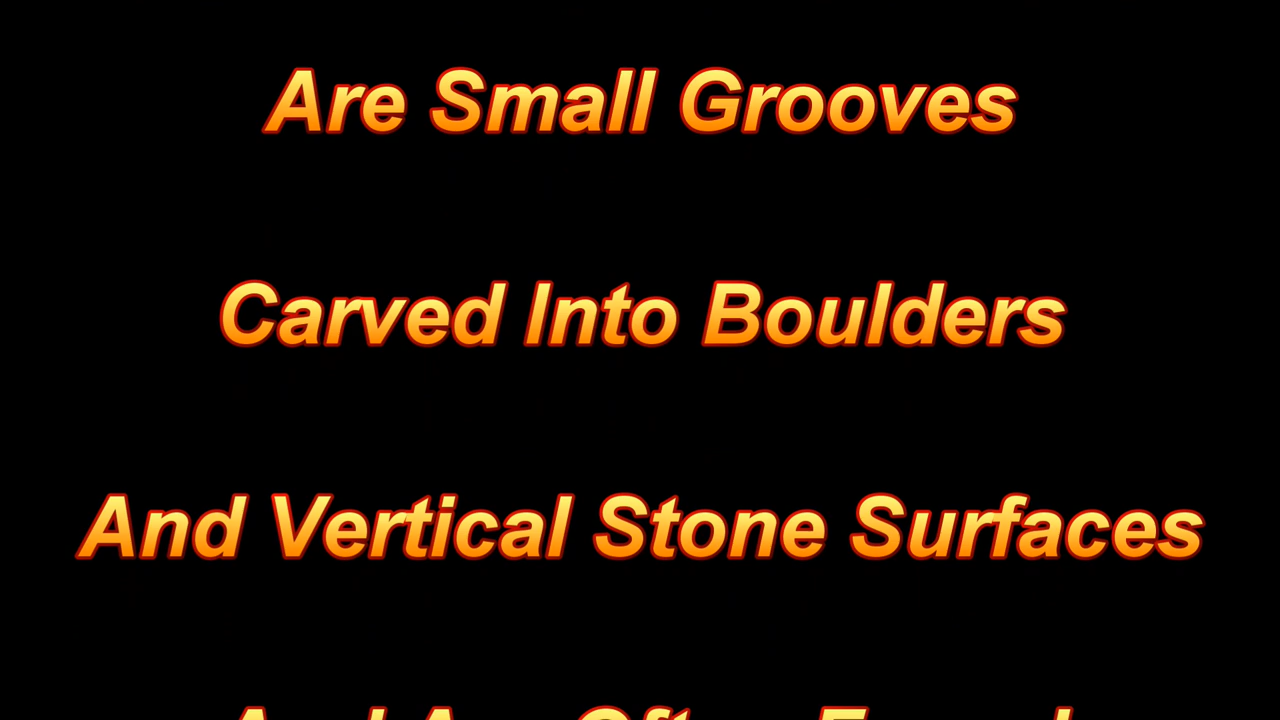 Are Small Grooves
Carved Into Boulders
And Vertical Stone Surfaces